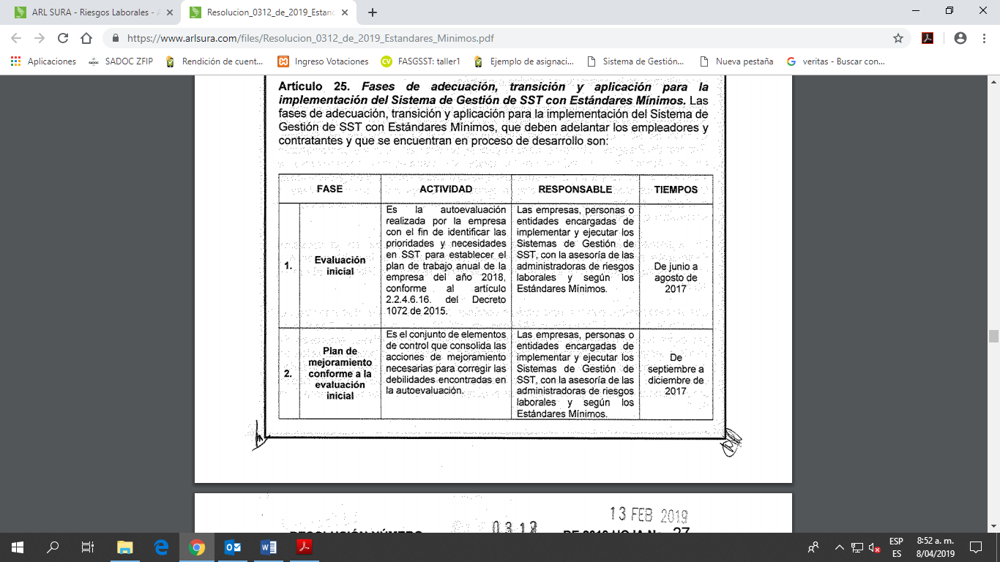 ARL SURA - Riesgos Laborales - A
Resolucion_0312_de_2019_Estand
https://www.arlsura.com/files/Resolucion_0312_de_2019_Estandares_Minimos.pdf
Aplicaciones
SADOC ZFIP
Rendición de cuent...
Ingreso Votaciones
FASGSST: taller1
Ejemplo de asignaci...
Sistema de Gestión...
Nueva pestaña
veritas - Buscar con...
Artículo 25. Fases de adecuación, transición y aplicación para la
implementación del Sistema de Gestión de SST con Estándares Mínimos. Las
fases de adecuación, transición y aplicación para la implementación del Sistema de
Gestión de SST con Estándares Mínimos, que deben adelantar los empleadores y
contratantes y que se encuentran en proceso de desarrollo son:
FASE
ACTIVIDAD
RESPONSABLE
TIEMPOS
1.
Evaluación
inicial
Es la autoevaluación
realizada por la empresa
con el fin de identificar las
prioridades y necesidades
en SST para establecer el
plan de trabajo anual de la
empresa del año 2018,
conforme al artículo
2.2.4.6.16. del Decreto
1072 de 2015.
Las empresas, personas o
entidades encargadas de
implementar y ejecutar los
Sistemas de Gestión de
SST, con la asesoría de las
administradoras de riesgos
laborales y según los
Estándares Mínimos.
De junio a
agosto de
2017
2.
Plan de
mejoramiento
conforme a la
evaluación
inicial
Es el conjunto de elementos
de control que consolida las
acciones de mejoramiento
necesarias para corregir las
debilidades encontradas en
la autoevaluación.
Las empresas, personas o
entidades encargadas de
implementar y ejecutar los
Sistemas de Gestión de
SST, con la asesoría de las
administradoras de riesgos
laborales y según los
Estándares Mínimos.
De
septiembre a
diciembre de
2017
13 FEB 2019
ESP
ES
8:52 a. m.
8/04/2019